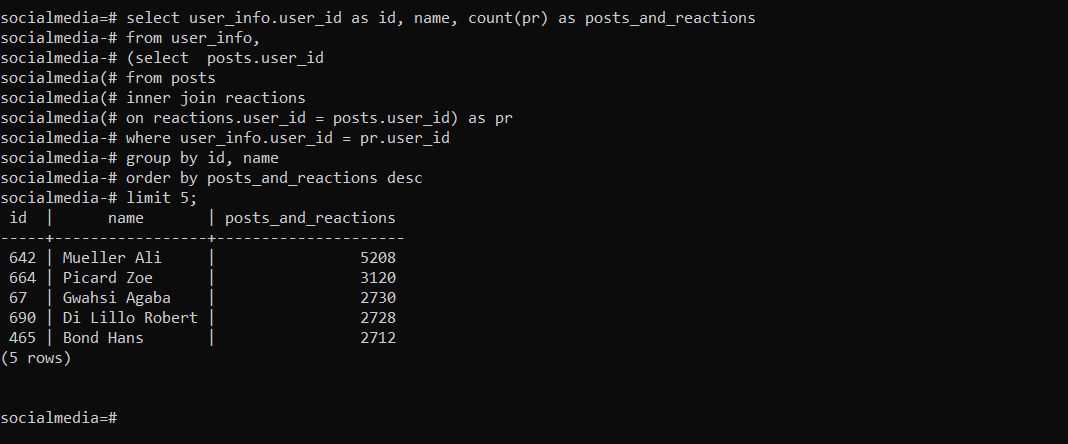 socialmedia=# select user_info.user_id as id, name, count(pr) as posts_and_reactions
socialmedia-# from user_info,
socialmedia-# (select  posts.user_id
socialmedia(# from posts
socialmedia(# inner join reactions
socialmedia(# on reactions.user_id = posts.user_id) as pr
socialmedia-# where user_info.user_id = pr.user_id
socialmedia-# group by id, name
socialmedia-# order by posts_and_reactions desc
socialmedia-# limit 5;
 id  |      name       | posts_and_reactions
-----+-----------------+---------------------
 642 | Mueller Ali     |                5208
 664 | Picard Zoe      |                3120
 67  | Gwahsi Agaba    |                2730
 690 | Di Lillo Robert |                2728
 465 | Bond Hans       |                2712
(5 rows)
socialmedia=#